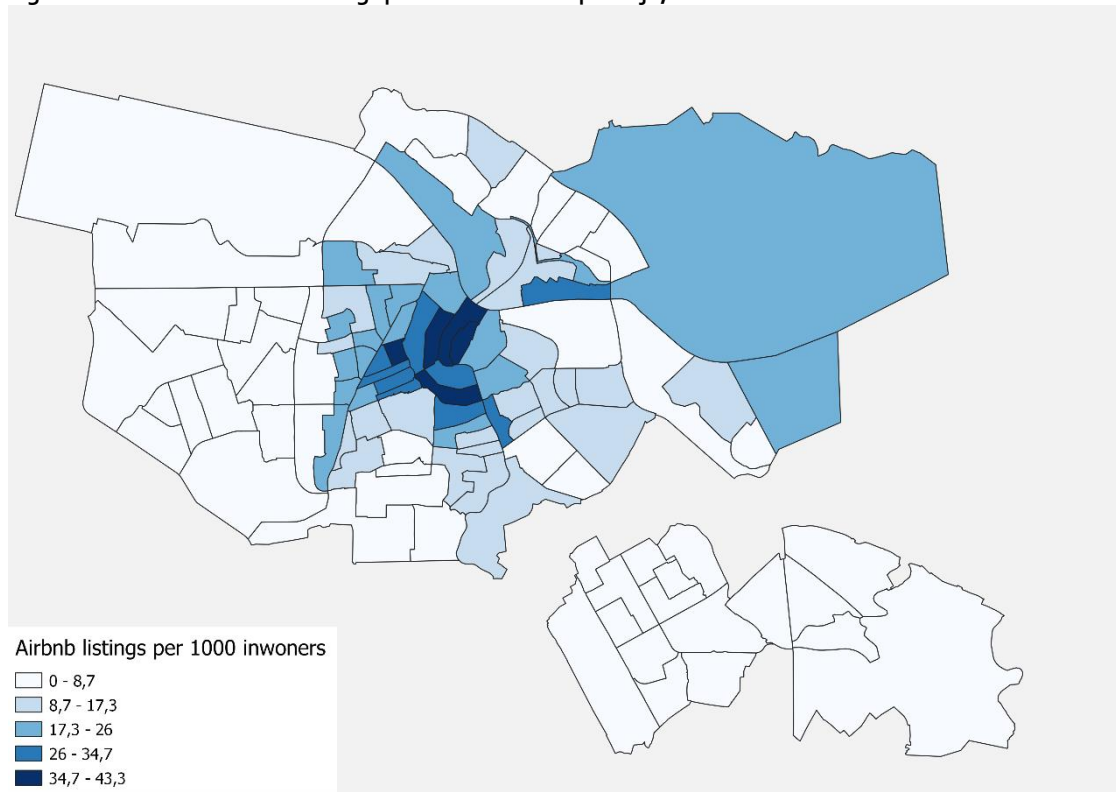 Airbnb listings per 1000 inwoners
0 - 8,7
8,7 - 17,3
17,3 - 26
26 - 34,7
34,7 - 43,3